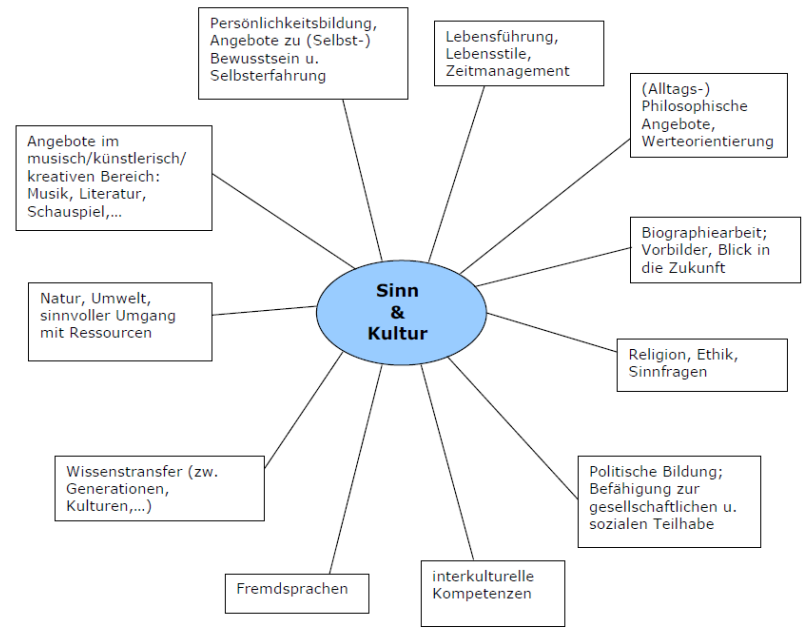 Persönlichkeitsbildung,
Angebote zu (Selbst-)
Bewusstsein u.
Selbsterfahrung
Lebensführung,
Lebensstile,
Zeitmanagement
(Alltags-)
Philosophische
Angebote,
Werteorientierung
Angebote im
musisch/künstlerisch/
kreativen Bereich:
Musik, Literatur,
Schauspiel,...
Biographiearbeit;
Vorbilder, Blick in
die Zukunft
Natur, Umwelt,
sinnvoller Umgang
mit Ressourcen
Sinn
&
Kultur
Religion, Ethik,
Sinnfragen
Wissenstransfer (zw.
Generationen,
Kulturen,...)
Politische Bildung;
Befähigung zur
gesellschaftlichen u.
sozialen Teilhabe
Fremdsprachen
interkulturelle
Kompetenzen